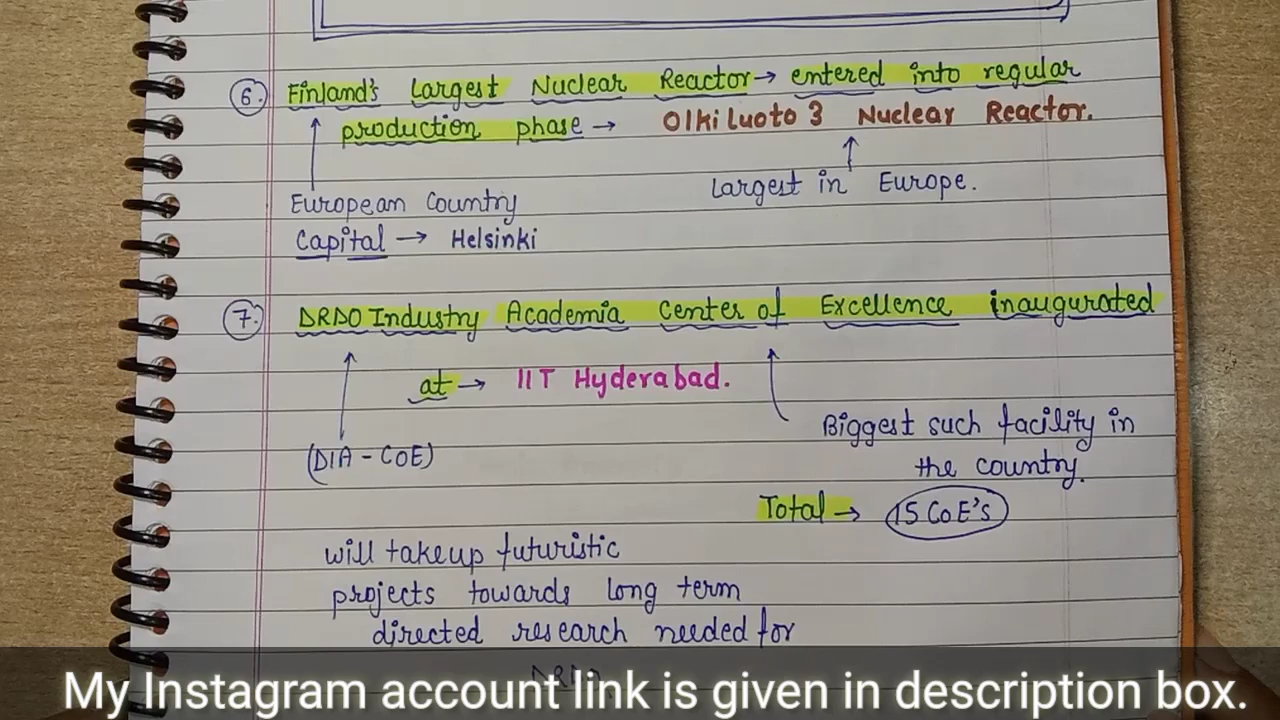 6. Finland's Largest Nuclear Reactor → entered into regular
production phase → Olkiluoto 3 Nuclear Reactor.
Largest in Europe.
European Country
Capital → Helsinki
7. DRDO Industry Academia Center of Excellence inaugurated
at → IIT Hyderabad.
(DIA - COE)
Biggest such facility in
the country.
Total → 15 CoE's
will takeup futuristic
projects towards long term
directed research needed for
DRDO
My Instagram account link is given in description box.